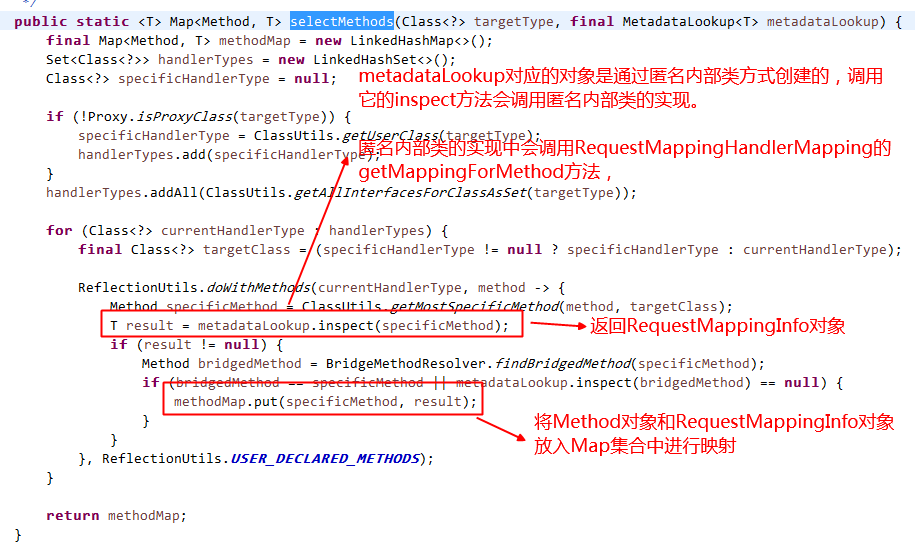 */
public static <T> Map<Method, T> selectMethods(Class<?> targetType, final MetadataLookup<T> metadataLookup) {
final Map<Method, T> methodMap = new LinkedHashMap<>();
Set<Class<?>> handlerTypes = new LinkedHashSet<>();
Class<?> specificHandlerType = null;
metadataLookup对应的对象是通过匿名内部类方式创建的，调用
它的inspect方法会调用匿名内部类的实现。
if (!Proxy.isProxyClass(targetType)) {
specificHandlerType = ClassUtils.getUserClass(targetType);
handlerTypes.add(specificHandlerType);
匿名内部类的实现中会调用RequestMappingHandlerMapping的
getMappingForMethod方法，
}
handlerTypes.addAll(ClassUtils.getAllInterfacesForClassAsSet(targetType));
for (Class<?> currentHandlerType : handlerTypes) {
final Class<?> targetClass = (specificHandlerType != null ? specificHandlerType : currentHandlerType);
ReflectionUtils.doWithMethods(currentHandlerType, method -> {
Method specificMethod = ClassUtils.getMostSpecificMethod(method, targetClass);
T result = metadataLookup.inspect(specificMethod);
返回RequestMappingInfo对象
if (result != null) {
Method bridgedMethod = BridgeMethodResolver.findBridgedMethod(specificMethod);
if (bridgedMethod == specificMethod || metadataLookup.inspect(bridgedMethod) == null) {
methodMap.put(specificMethod, result);
}
将Method对象和RequestMappingInfo对象
放入Map集合中进行映射
}
}, ReflectionUtils.USER_DECLARED_METHODS);
}
return methodMap;
}